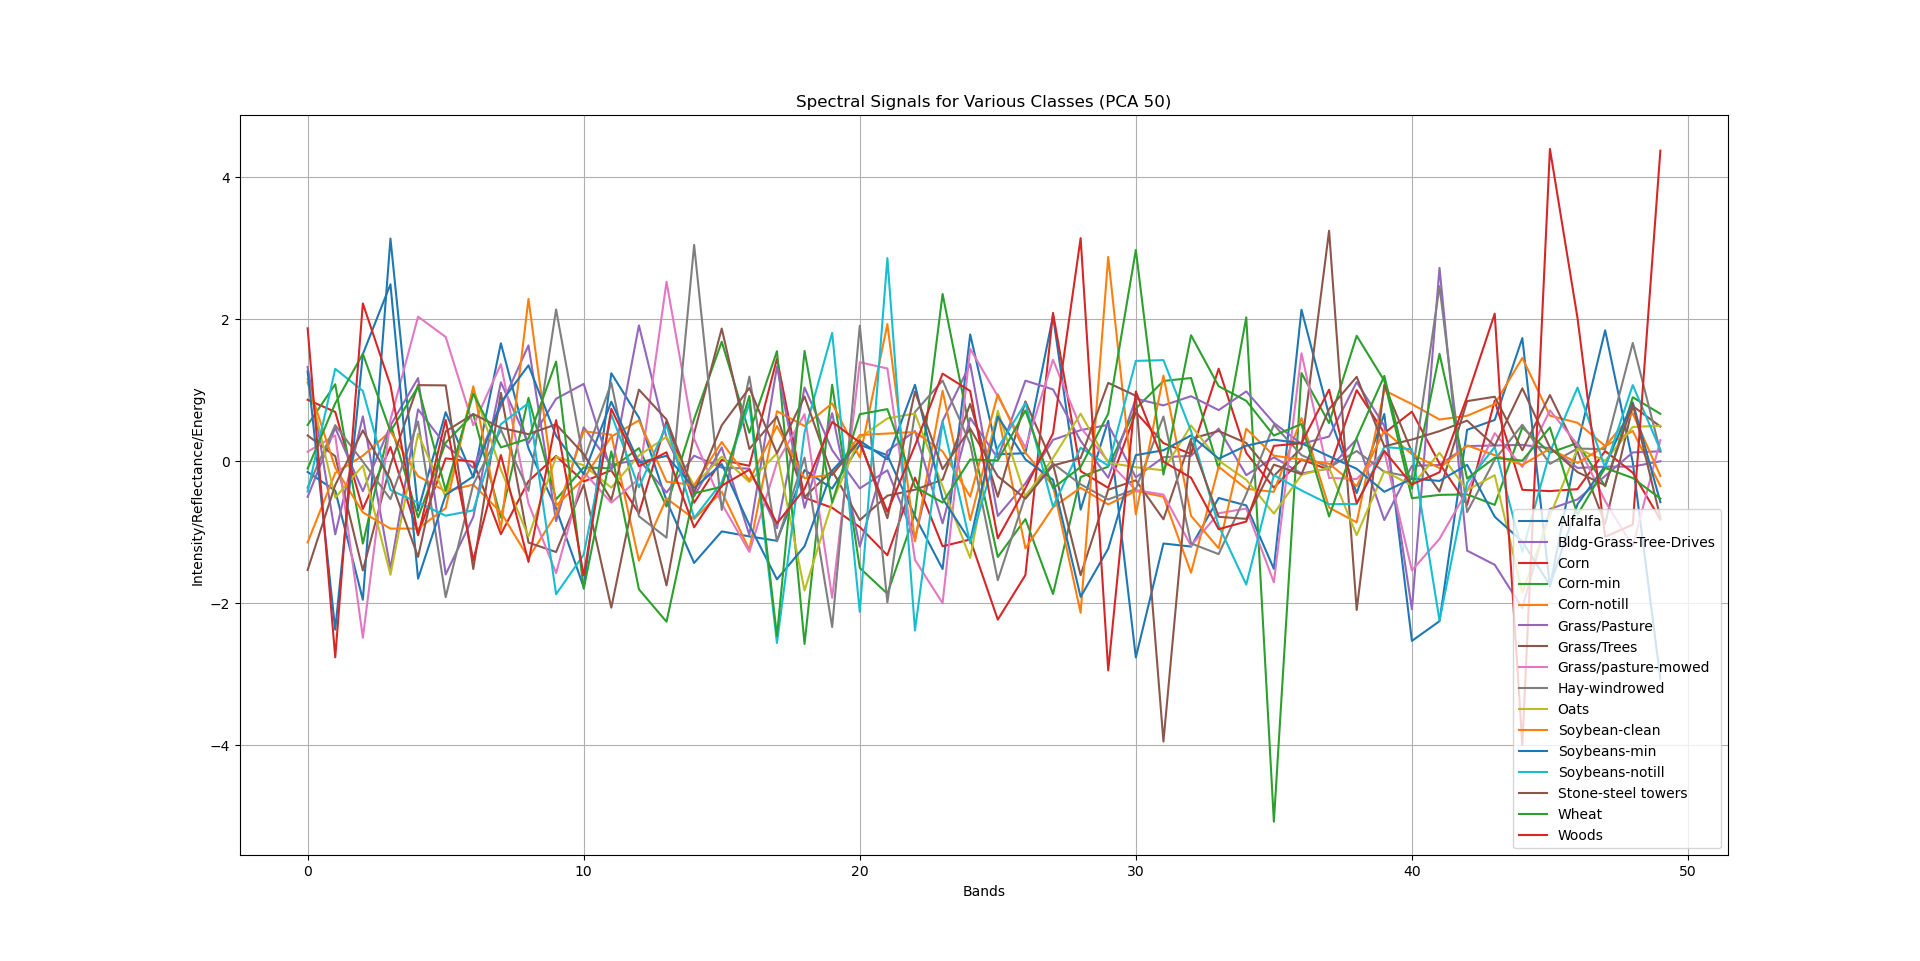 Spectral Signals for Various Classes (PCA 50)
Intensity/Reflectance/Energy
4
2
0
−2
−4
0
10
20
30
40
50
Bands
Alfalfa
Bldg-Grass-Tree-Drives
Corn
Corn-min
Corn-notill
Grass/Pasture
Grass/Trees
Grass/pasture-mowed
Hay-windrowed
Oats
Soybean-clean
Soybeans-min
Soybeans-notill
Stone-steel towers
Wheat
Woods